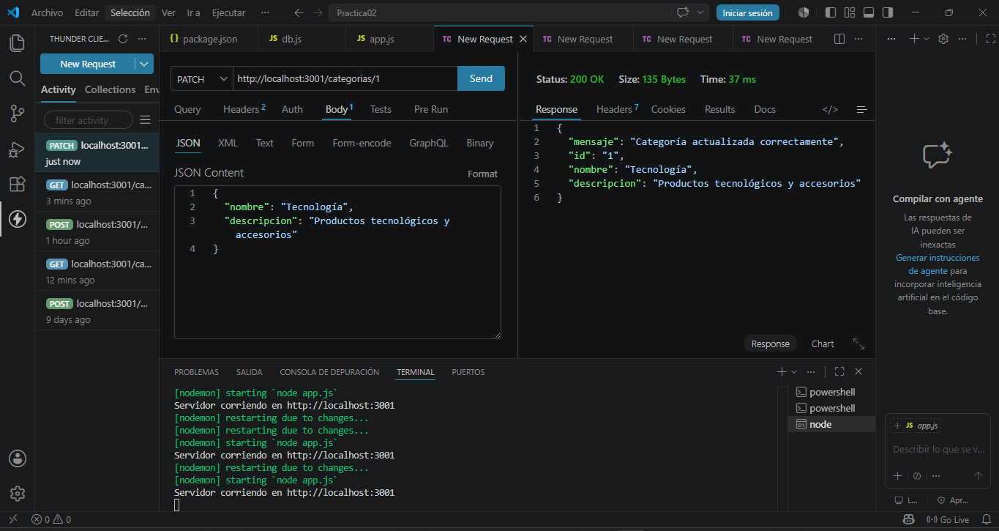 Archivo Editar Selección Ver Ir a Ejecutar ··· Practica02 Iniciar sesión
THUNDER CLIE... ···
New Request
Activity Collections Env
filter activity
PATCH localhost:3001...
just now
GET localhost:3001/ca...
3 mins ago
POST localhost:3001/...
1 hour ago
GET localhost:3001/ca...
12 mins ago
POST localhost:3001/...
9 days ago
{} package.json JS db.js JS app.js TC New Request TC New Request TC New Request TC New Request
PATCH http://localhost:3001/categorias/1 Send
Query Headers 2 Auth Body 1 Tests Pre Run
JSON XML Text Form Form-encode GraphQL Binary
JSON Content Format
1 {
2 "nombre": "Tecnología",
3 "descripcion": "Productos tecnológicos y
accesorios"
4 }
Status: 200 OK Size: 135 Bytes Time: 37 ms
Response Headers 7 Cookies Results Docs </>
1 {
2 "mensaje": "Categoría actualizada correctamente",
3 "id": "1",
4 "nombre": "Tecnología",
5 "descripcion": "Productos tecnológicos y accesorios"
6 }
Response Chart
PROBLEMAS SALIDA CONSOLA DE DEPURACIÓN TERMINAL PUERTOS
[nodemon] starting `node app.js`
Servidor corriendo en http://localhost:3001
[nodemon] restarting due to changes...
[nodemon] restarting due to changes...
[nodemon] starting `node app.js`
Servidor corriendo en http://localhost:3001
[nodemon] restarting due to changes...
[nodemon] starting `node app.js`
Servidor corriendo en http://localhost:3001
powershell
powershell
node
Compilar con agente
Las respuestas de
IA pueden ser
inexactas
Generar instrucciones
de agente para
incorporar inteligencia
artificial en el código
base.
+ JS app.js
Describir lo que se v...
L... Apr...
0 0 Go Live